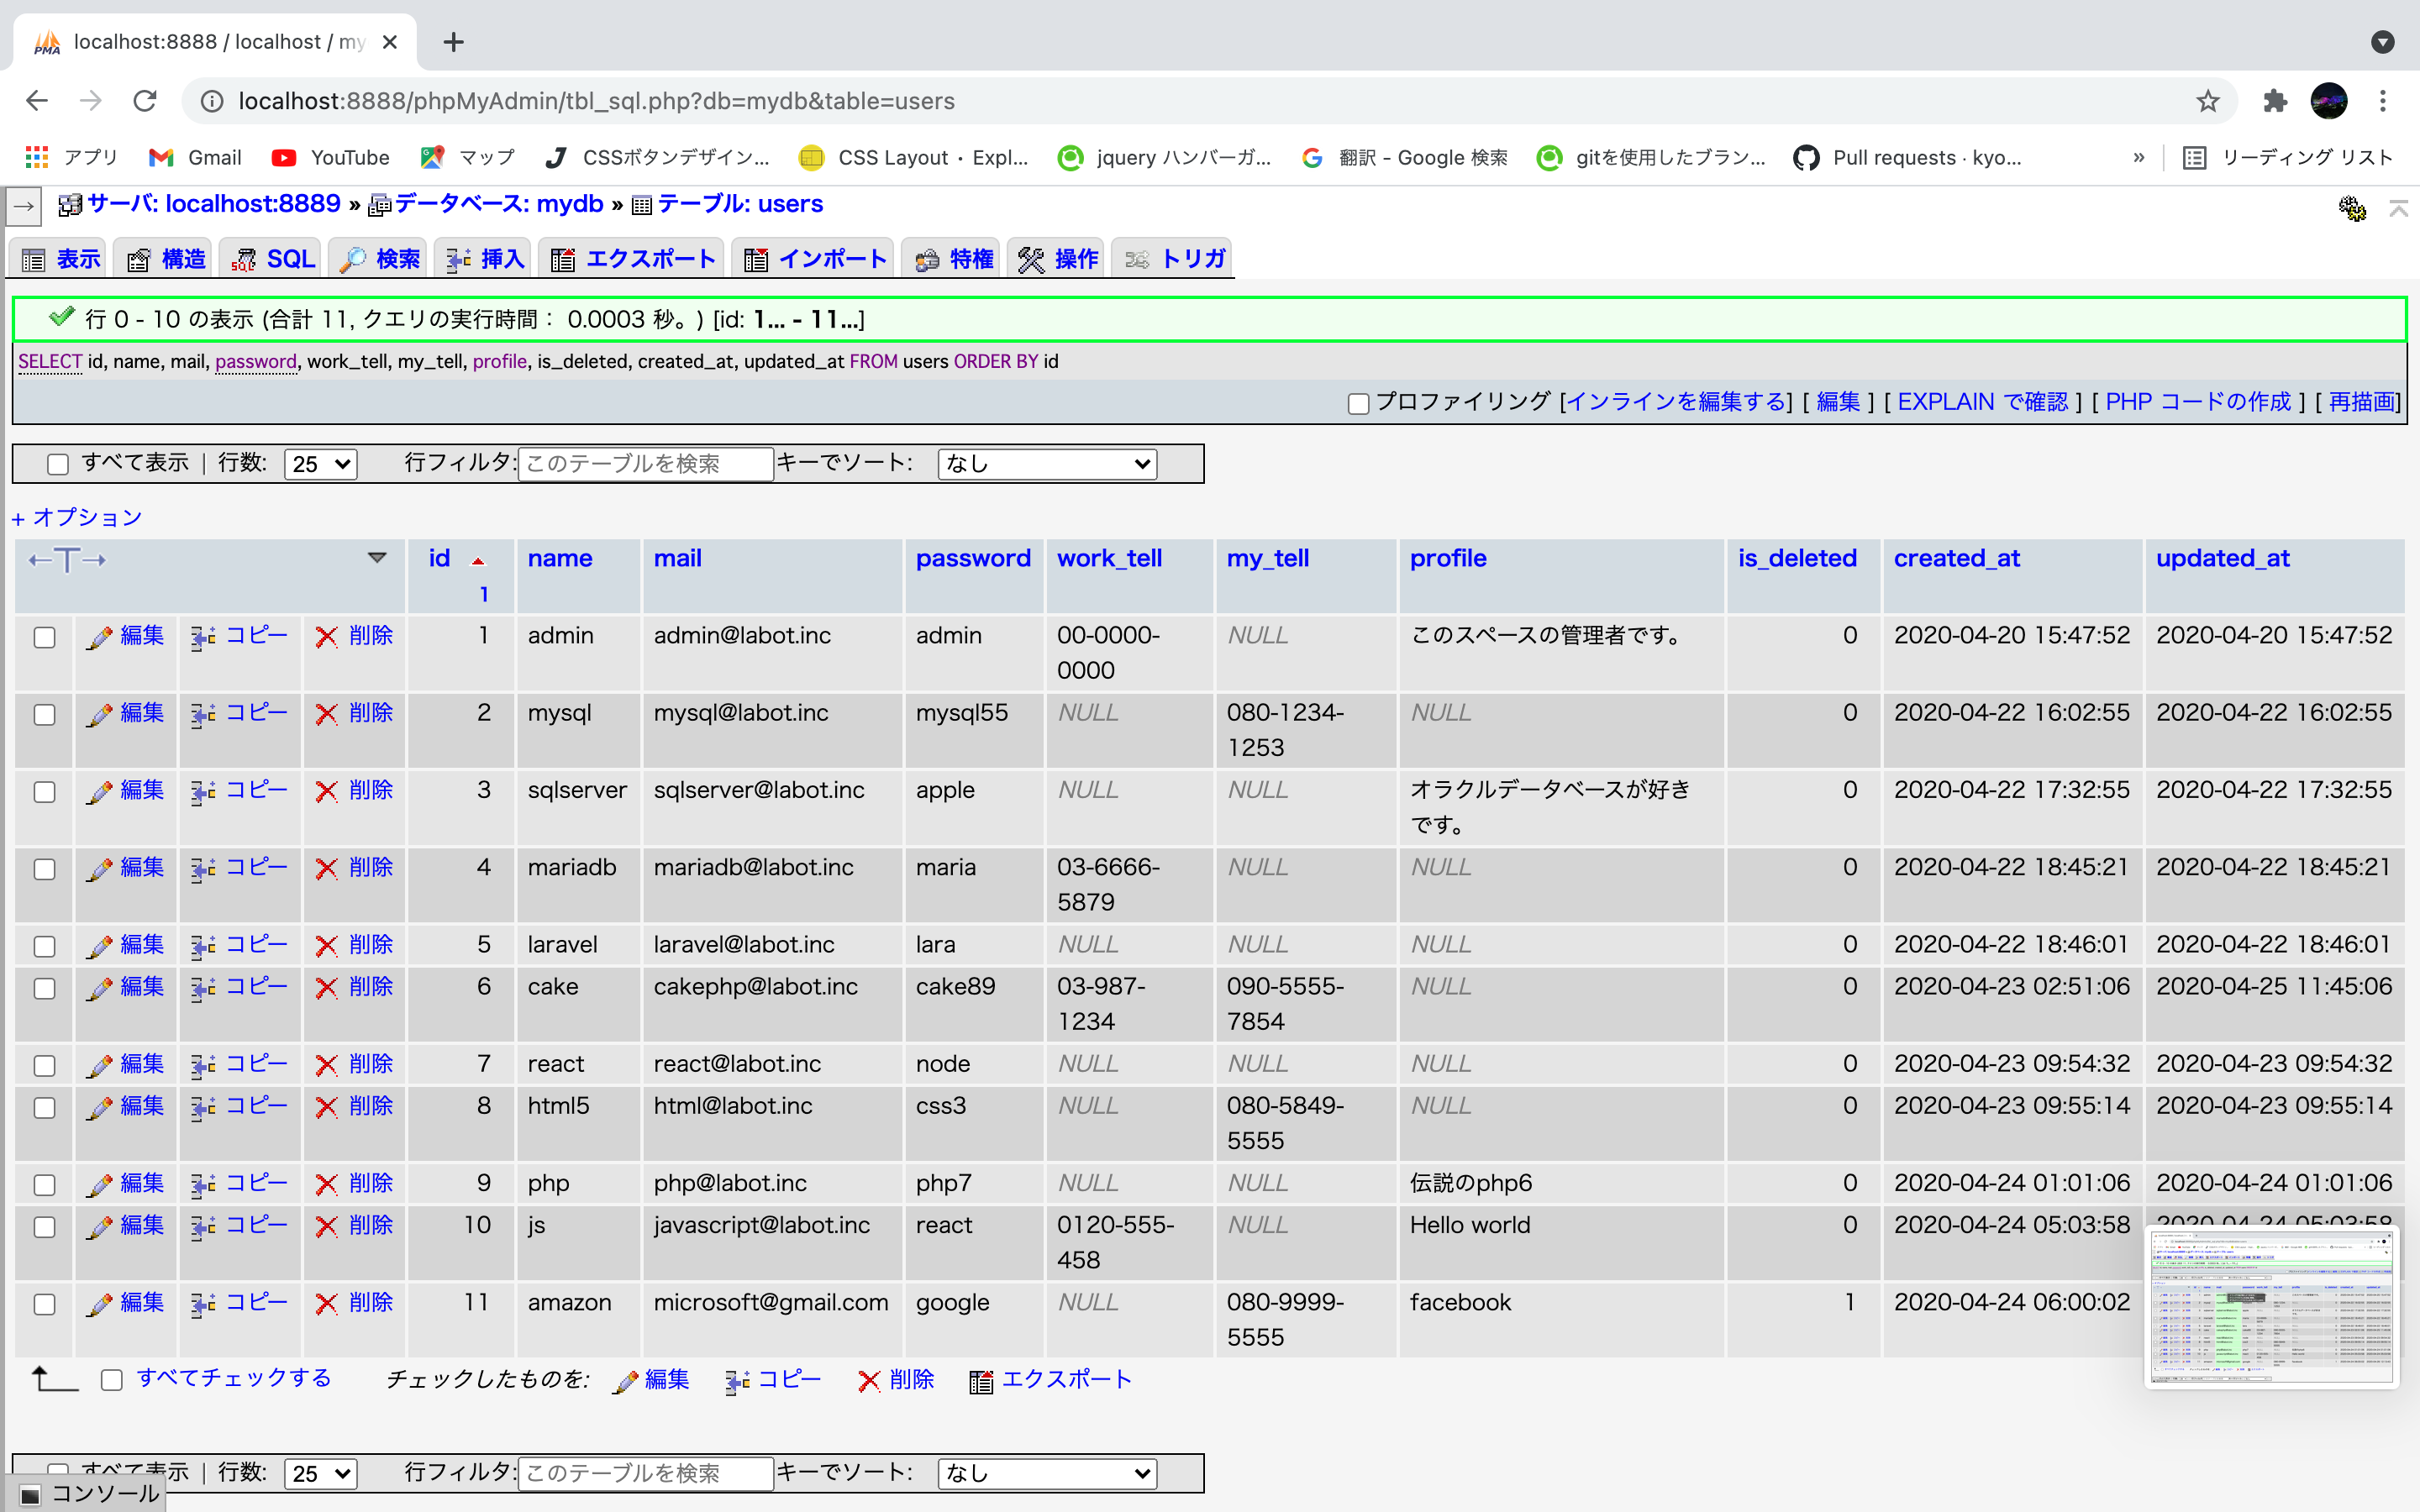 localhost:8888 / localhost / my
localhost:8888/phpMyAdmin/tbl_sql.php?db=mydb&table=users
アプリ Gmail YouTube マップ CSSボタンデザイン... CSS Layout · Expl... jquery ハンバーガ... 翻訳 - Google 検索 gitを使用したブラン... Pull requests · kyo... » リーディング リスト
サーバ: localhost:8889 » データベース: mydb » テーブル: users
表示 構造 SQL 検索 挿入 エクスポート インポート 特権 操作 トリガ
行 0 - 10 の表示 (合計 11, クエリの実行時間： 0.0003 秒。) [id: 1... - 11...]
SELECT id, name, mail, password, work_tell, my_tell, profile, is_deleted, created_at, updated_at FROM users ORDER BY id
プロファイリング [インラインを編集する] [ 編集 ] [ EXPLAIN で確認 ] [ PHP コードの作成 ] [ 再描画]
すべて表示 | 行数: 25 行フィルタ: このテーブルを検索 キーでソート: なし
+ オプション
←T→ id 1 name mail password work_tell my_tell profile is_deleted created_at updated_at
編集 コピー 削除 1 admin admin@labot.inc admin 00-0000-0000 NULL このスペースの管理者です。 0 2020-04-20 15:47:52 2020-04-20 15:47:52
編集 コピー 削除 2 mysql mysql@labot.inc mysql55 NULL 080-1234-1253 NULL 0 2020-04-22 16:02:55 2020-04-22 16:02:55
編集 コピー 削除 3 sqlserver sqlserver@labot.inc apple NULL NULL オラクルデータベースが好きです。 0 2020-04-22 17:32:55 2020-04-22 17:32:55
編集 コピー 削除 4 mariadb mariadb@labot.inc maria 03-6666-5879 NULL NULL 0 2020-04-22 18:45:21 2020-04-22 18:45:21
編集 コピー 削除 5 laravel laravel@labot.inc lara NULL NULL NULL 0 2020-04-22 18:46:01 2020-04-22 18:46:01
編集 コピー 削除 6 cake cakephp@labot.inc cake89 03-987-1234 090-5555-7854 NULL 0 2020-04-23 02:51:06 2020-04-25 11:45:06
編集 コピー 削除 7 react react@labot.inc node NULL NULL NULL 0 2020-04-23 09:54:32 2020-04-23 09:54:32
編集 コピー 削除 8 html5 html@labot.inc css3 NULL 080-5849-5555 NULL 0 2020-04-23 09:55:14 2020-04-23 09:55:14
編集 コピー 削除 9 php php@labot.inc php7 NULL NULL 伝説のphp6 0 2020-04-24 01:01:06 2020-04-24 01:01:06
編集 コピー 削除 10 js javascript@labot.inc react 0120-555-458 NULL Hello world 0 2020-04-24 05:03:58 2020-04-24 05:03:58
編集 コピー 削除 11 amazon microsoft@gmail.com google NULL 080-9999-5555 facebook 1 2020-04-24 06:00:02
すべてチェックする チェックしたものを: 編集 コピー 削除 エクスポート
すべて表示 | 行数: 25 行フィルタ: このテーブルを検索 キーでソート: なし
コンソール